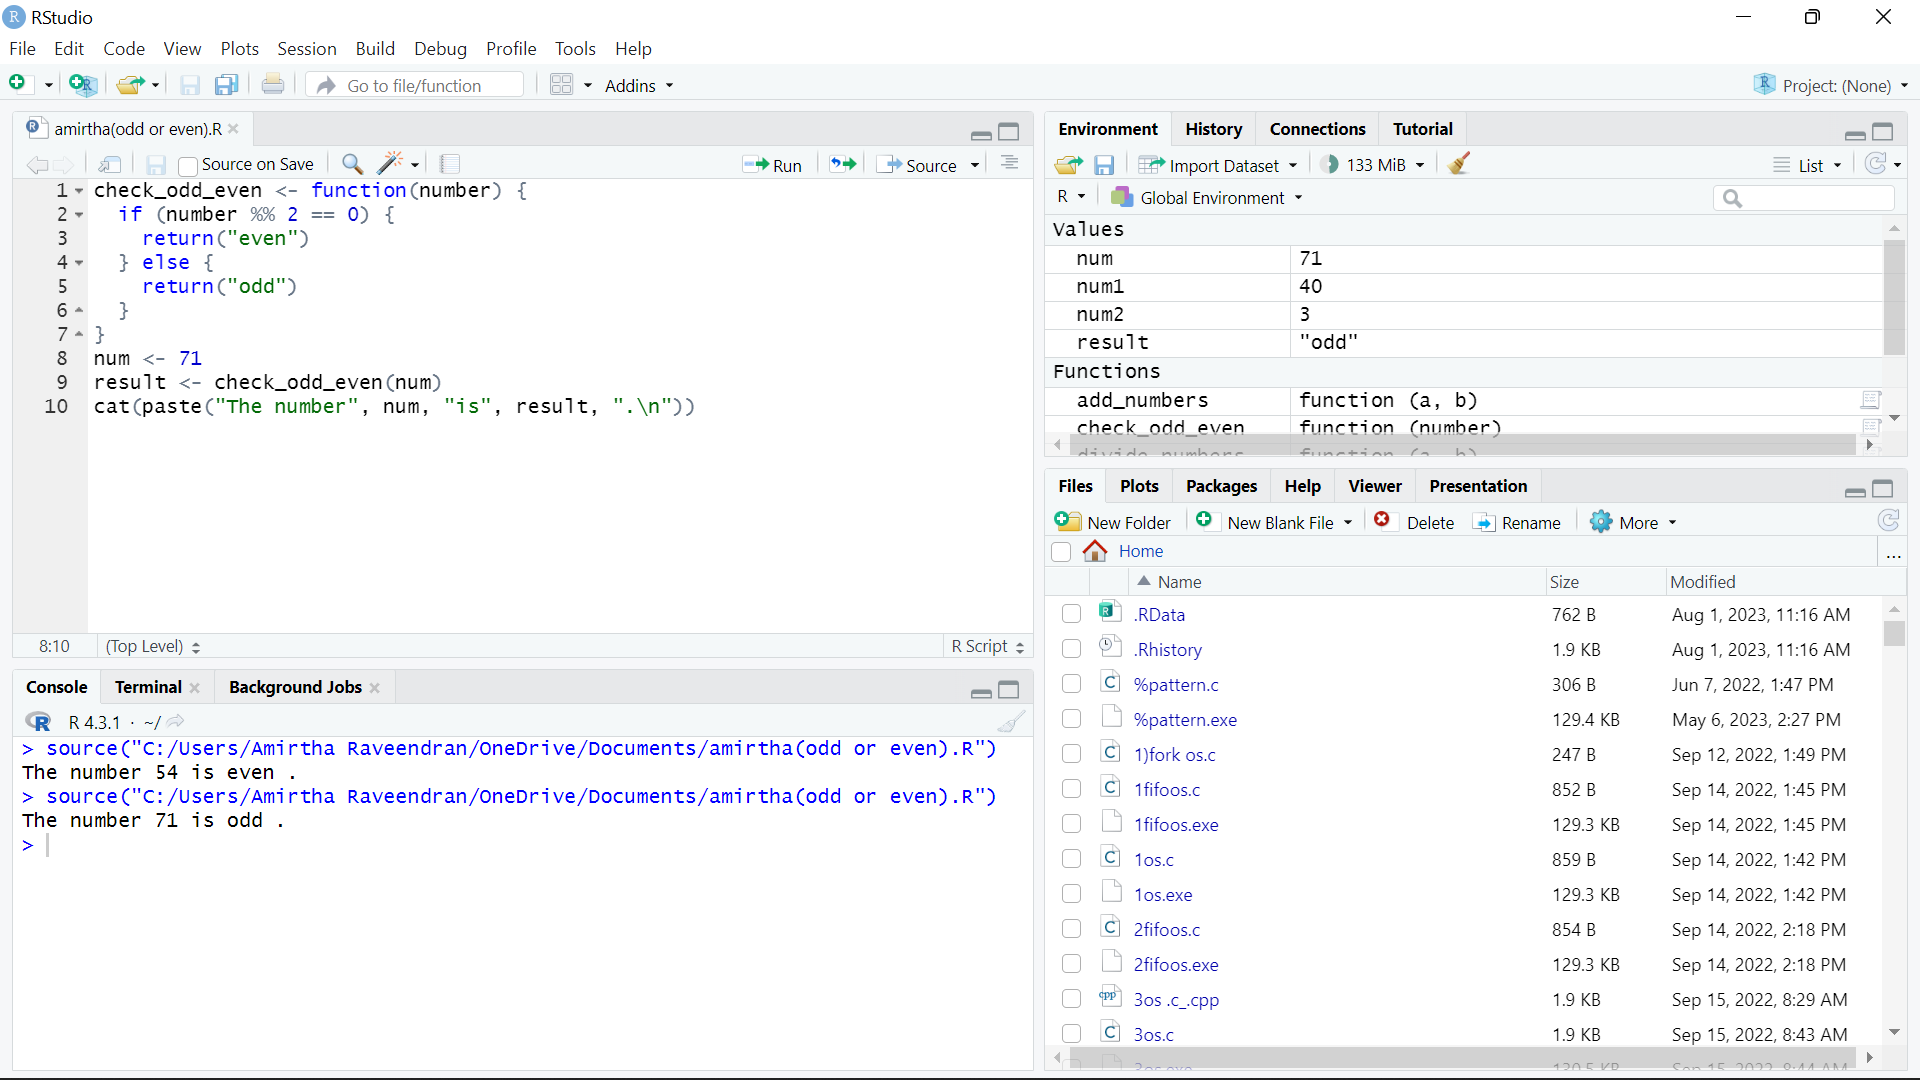 RStudio
File Edit Code View Plots Session Build Debug Profile Tools Help
Go to file/function Addins Project: (None)
amirtha(odd or even).R
Source on Save Run Source
1 check_odd_even <- function(number) {
2   if (number %% 2 == 0) {
3     return("even")
4   } else {
5     return("odd")
6   }
7 }
8 num <- 71
9 result <- check_odd_even(num)
10 cat(paste("The number", num, "is", result, ".\n"))
8:10 (Top Level) R Script
Console Terminal Background Jobs
R 4.3.1 · ~/
> source("C:/Users/Amirtha Raveendran/OneDrive/Documents/amirtha(odd or even).R")
The number 54 is even .
> source("C:/Users/Amirtha Raveendran/OneDrive/Documents/amirtha(odd or even).R")
The number 71 is odd .
>
Environment History Connections Tutorial
Import Dataset 133 MiB List
R Global Environment
Values
num 71
num1 40
num2 3
result "odd"
Functions
add_numbers function (a, b)
check_odd_even function (number)
divide_numbers function (a, b)
Files Plots Packages Help Viewer Presentation
New Folder New Blank File Delete Rename More
Home ...
Name Size Modified
.RData 762 B Aug 1, 2023, 11:16 AM
.Rhistory 1.9 KB Aug 1, 2023, 11:16 AM
%pattern.c 306 B Jun 7, 2022, 1:47 PM
%pattern.exe 129.4 KB May 6, 2023, 2:27 PM
1)fork os.c 247 B Sep 12, 2022, 1:49 PM
1fifoos.c 852 B Sep 14, 2022, 1:45 PM
1fifoos.exe 129.3 KB Sep 14, 2022, 1:45 PM
1os.c 859 B Sep 14, 2022, 1:42 PM
1os.exe 129.3 KB Sep 14, 2022, 1:42 PM
2fifoos.c 854 B Sep 14, 2022, 2:18 PM
2fifoos.exe 129.3 KB Sep 14, 2022, 2:18 PM
3os .c_.cpp 1.9 KB Sep 15, 2022, 8:29 AM
3os.c 1.9 KB Sep 15, 2022, 8:43 AM